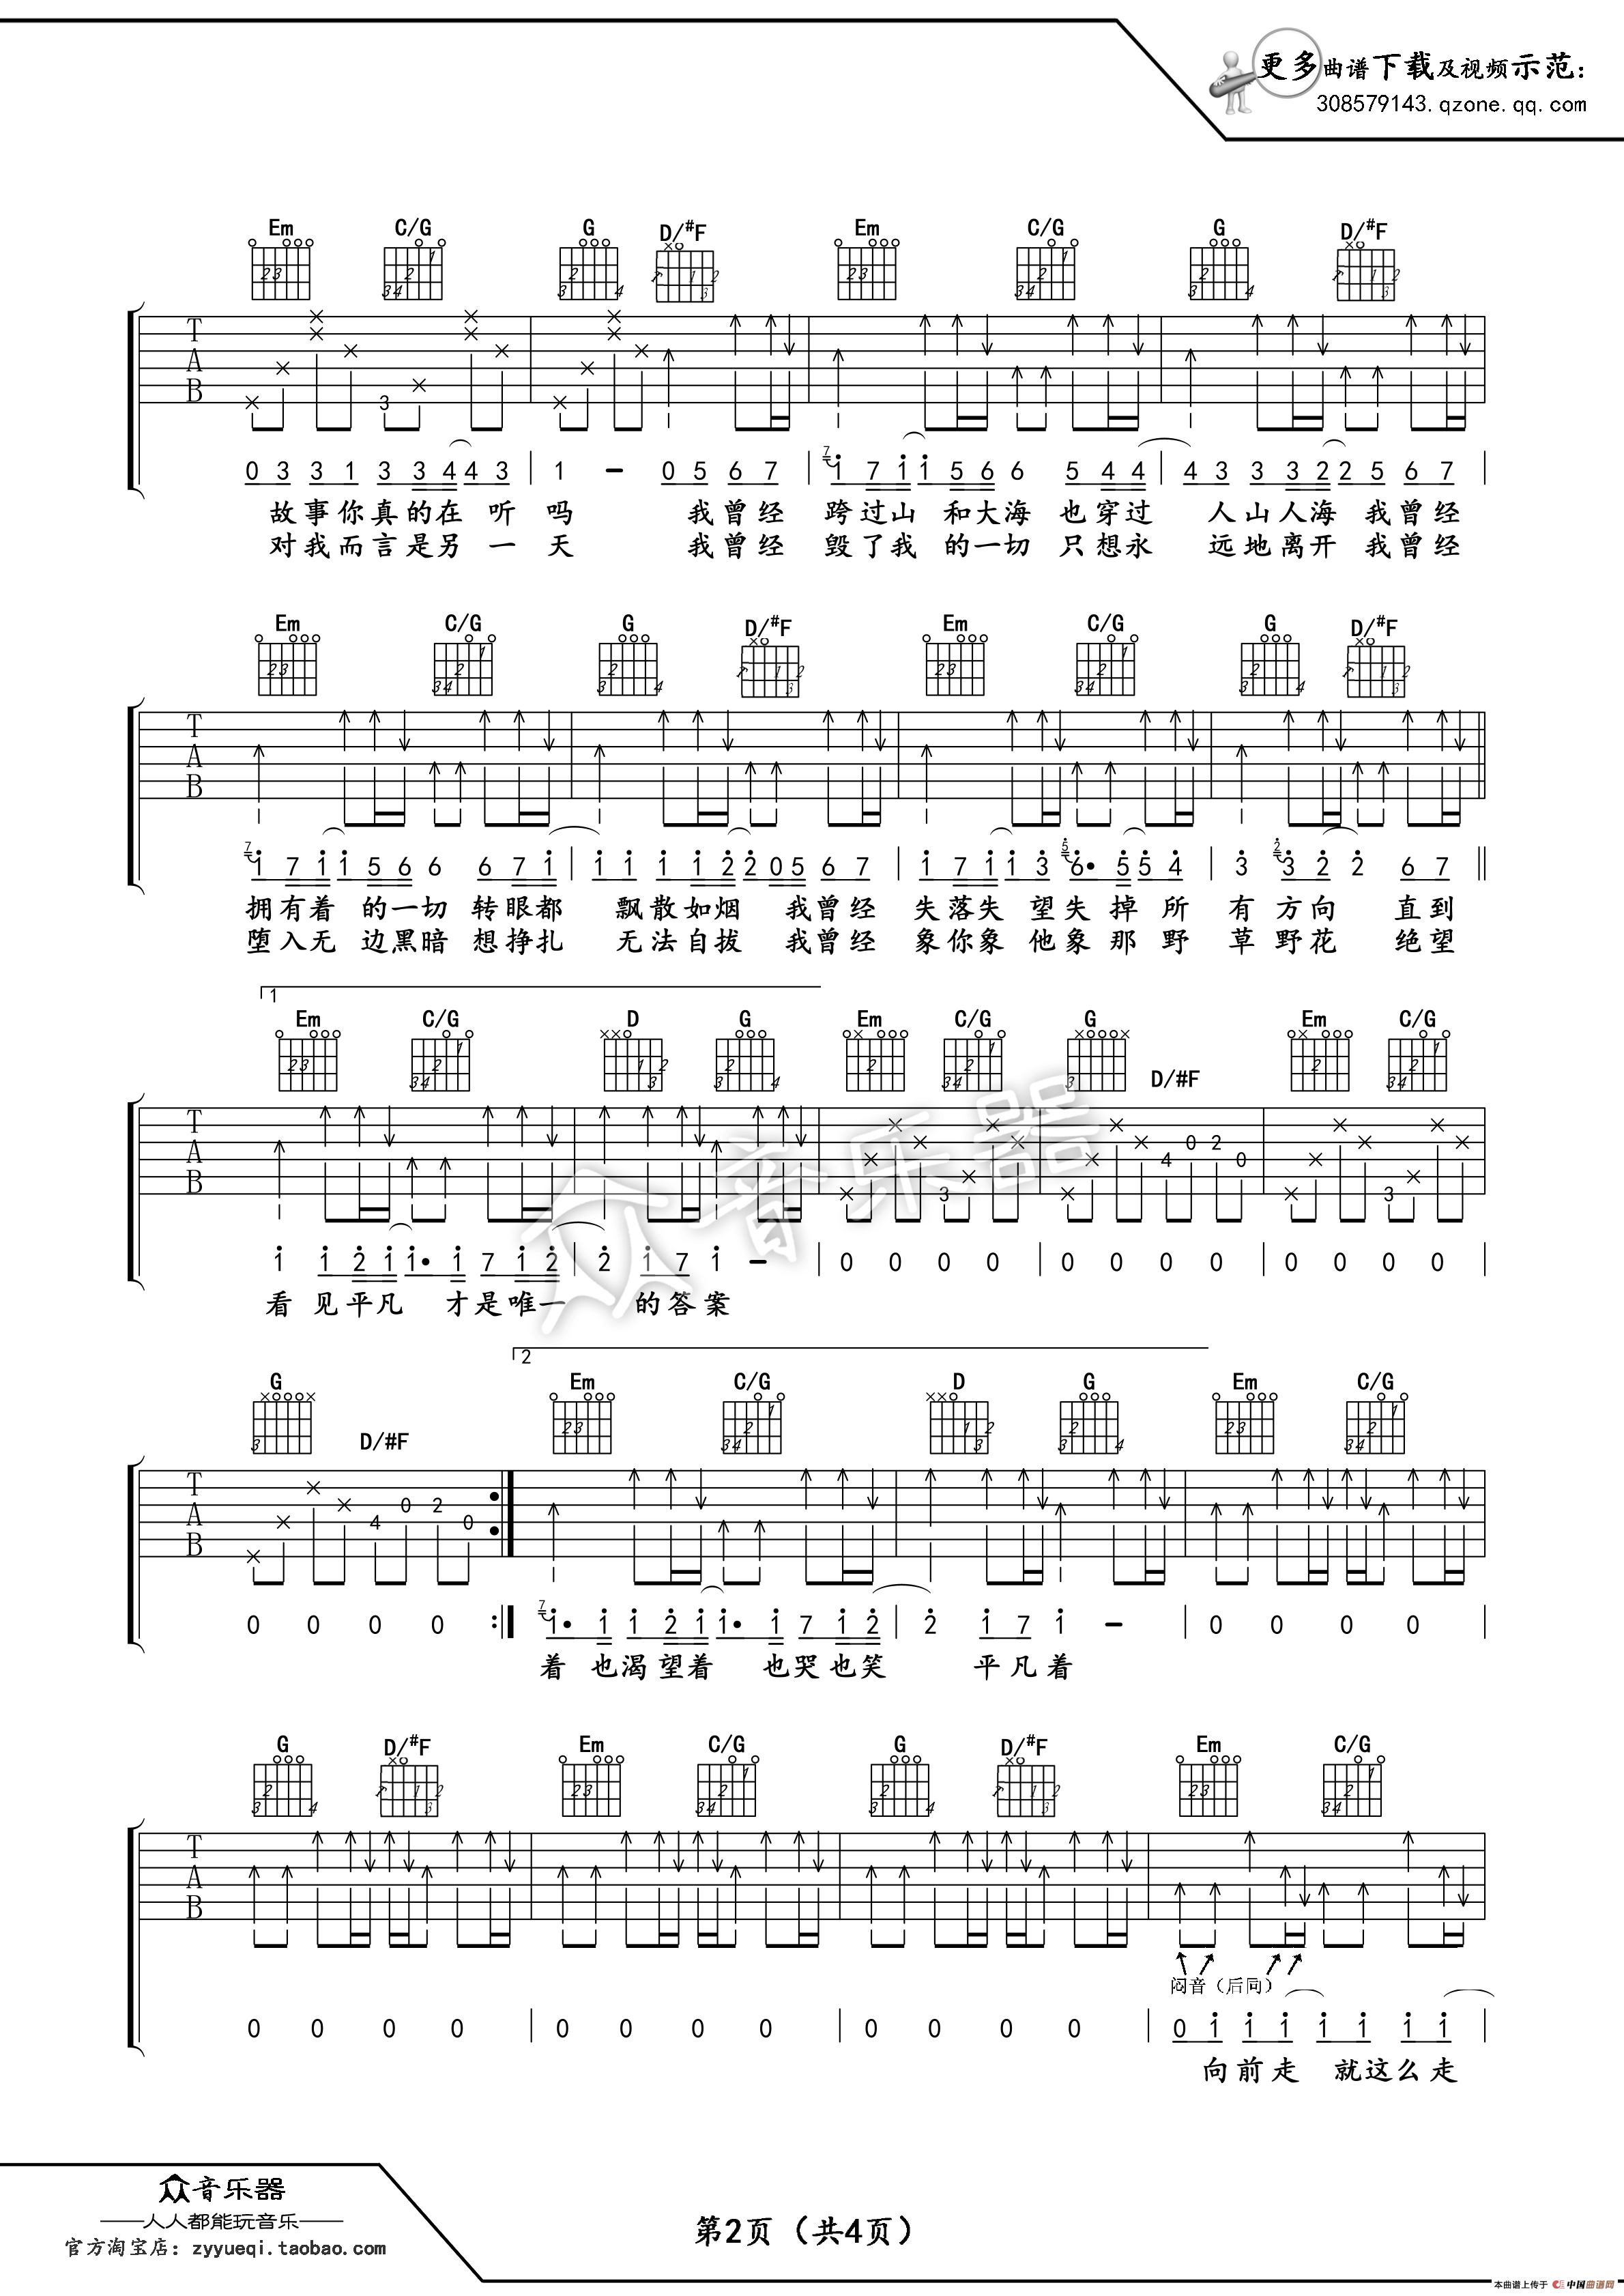 更多曲谱下载及视频示范：
308579143.qzone.qq.com
Em C/G G D/#F Em C/G G D/#F
T
A
B
3
0 3 3 1 3 3 4 4 3 1 - 0 5 6 7 7 1 7 1 1 5 6 6 5 4 4 4 3 3 3 2 2 5 6 7
故事你真的在 听 吗 我曾经 跨过山 和大海 也穿过 人山人海 我曾经
对我而言是另 一 天 我曾经 毁了我 的一切 只想永 远地离开 我曾经
Em C/G G D/#F Em C/G G D/#F
T
A
B
7 1 7 1 1 5 6 6 6 7 1 1 1 1 1 2 2 0 5 6 7 1 7 1 1 3 5 6· 5 5 4 3 2 3 2 2 6 7
拥有着 的一切 转眼都 飘散如烟 我曾经 失落失 望失掉 所 有 方向 直到
堕入无 边黑暗 想挣扎 无法自拔 我曾经 象你象 他象那 野 草 野花 绝望
1
Em C/G D G Em C/G G D/#F Em C/G
T
A
B
3 4 0 2 0 3
众音乐器
1 1 2 1 1· 1 7 1 2 2 1 7 1 - 0 0 0 0 0 0 0 0 0 0 0 0
看 见平凡 才是唯一 的答案
2
G D/#F Em C/G D G Em C/G
T
A
B
4 0 2 0
0 0 0 0 7 1· 1 1 2 1 1· 1 7 1 2 2 1 7 1 - 0 0 0 0
着 也渴望着 也哭也笑 平凡着
G D/#F Em C/G G D/#F Em C/G
T
A
B
闷音（后同）
0 0 0 0 0 0 0 0 0 0 0 0 0 1 1 1 1 1 1 1
向前走 就这么走
众音乐器
——人人都能玩音乐——
官方淘宝店：zyyueqi.taobao.com
第2页（共4页）
本曲谱上传于 中国曲谱网